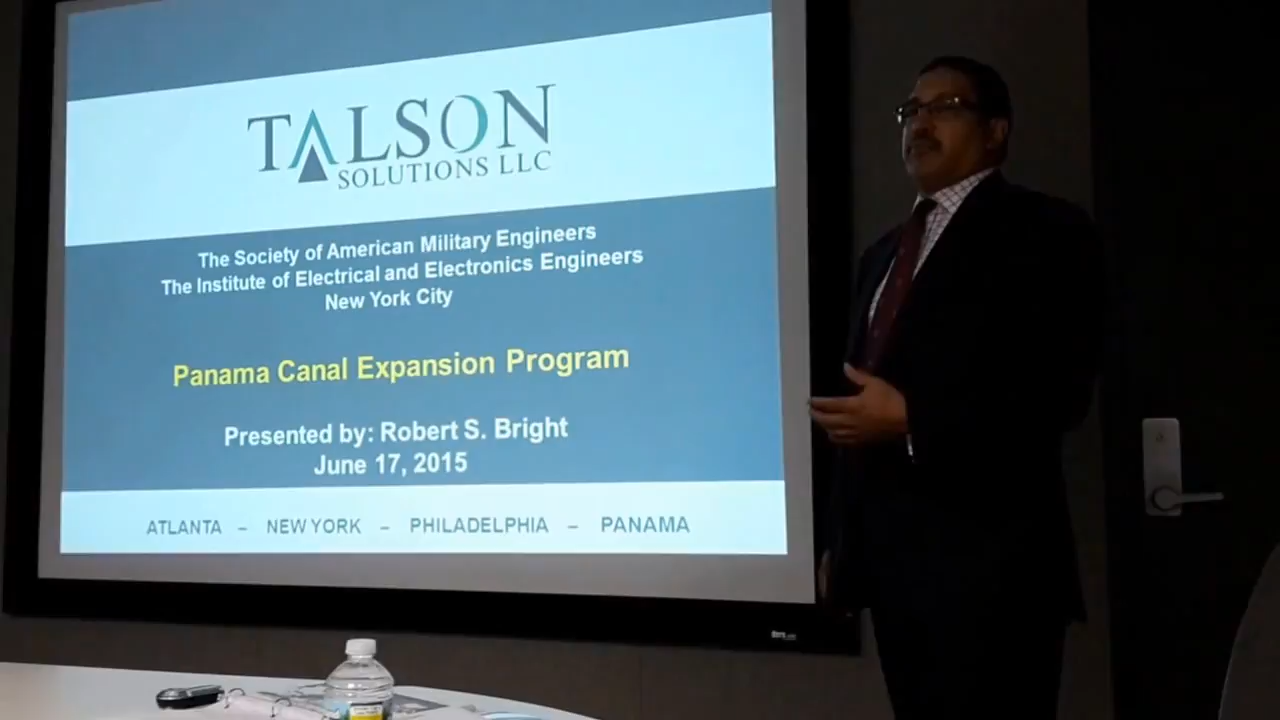 TALSON
SOLUTIONS LLC
The Society of American Military Engineers
The Institute of Electrical and Electronics Engineers
New York City
Panama Canal Expansion Program
Presented by: Robert S. Bright
June 17, 2015
ATLANTA – NEW YORK – PHILADELPHIA – PANAMA